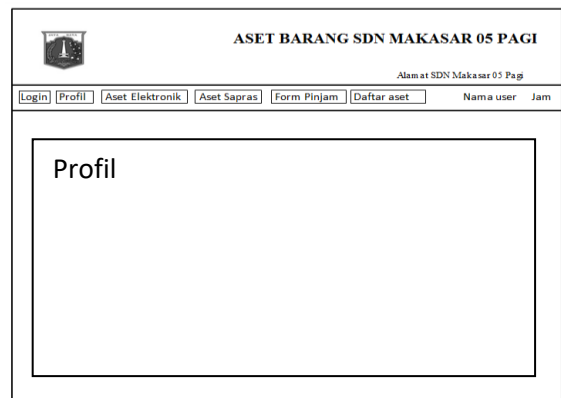 ASET BARANG SDN MAKASAR 05 PAGI
Alamat SDN Makasar 05 Pagi
Login Profil Aset Elektronik Aset Sapras Form Pinjam Daftar aset Nama user Jam
Profil